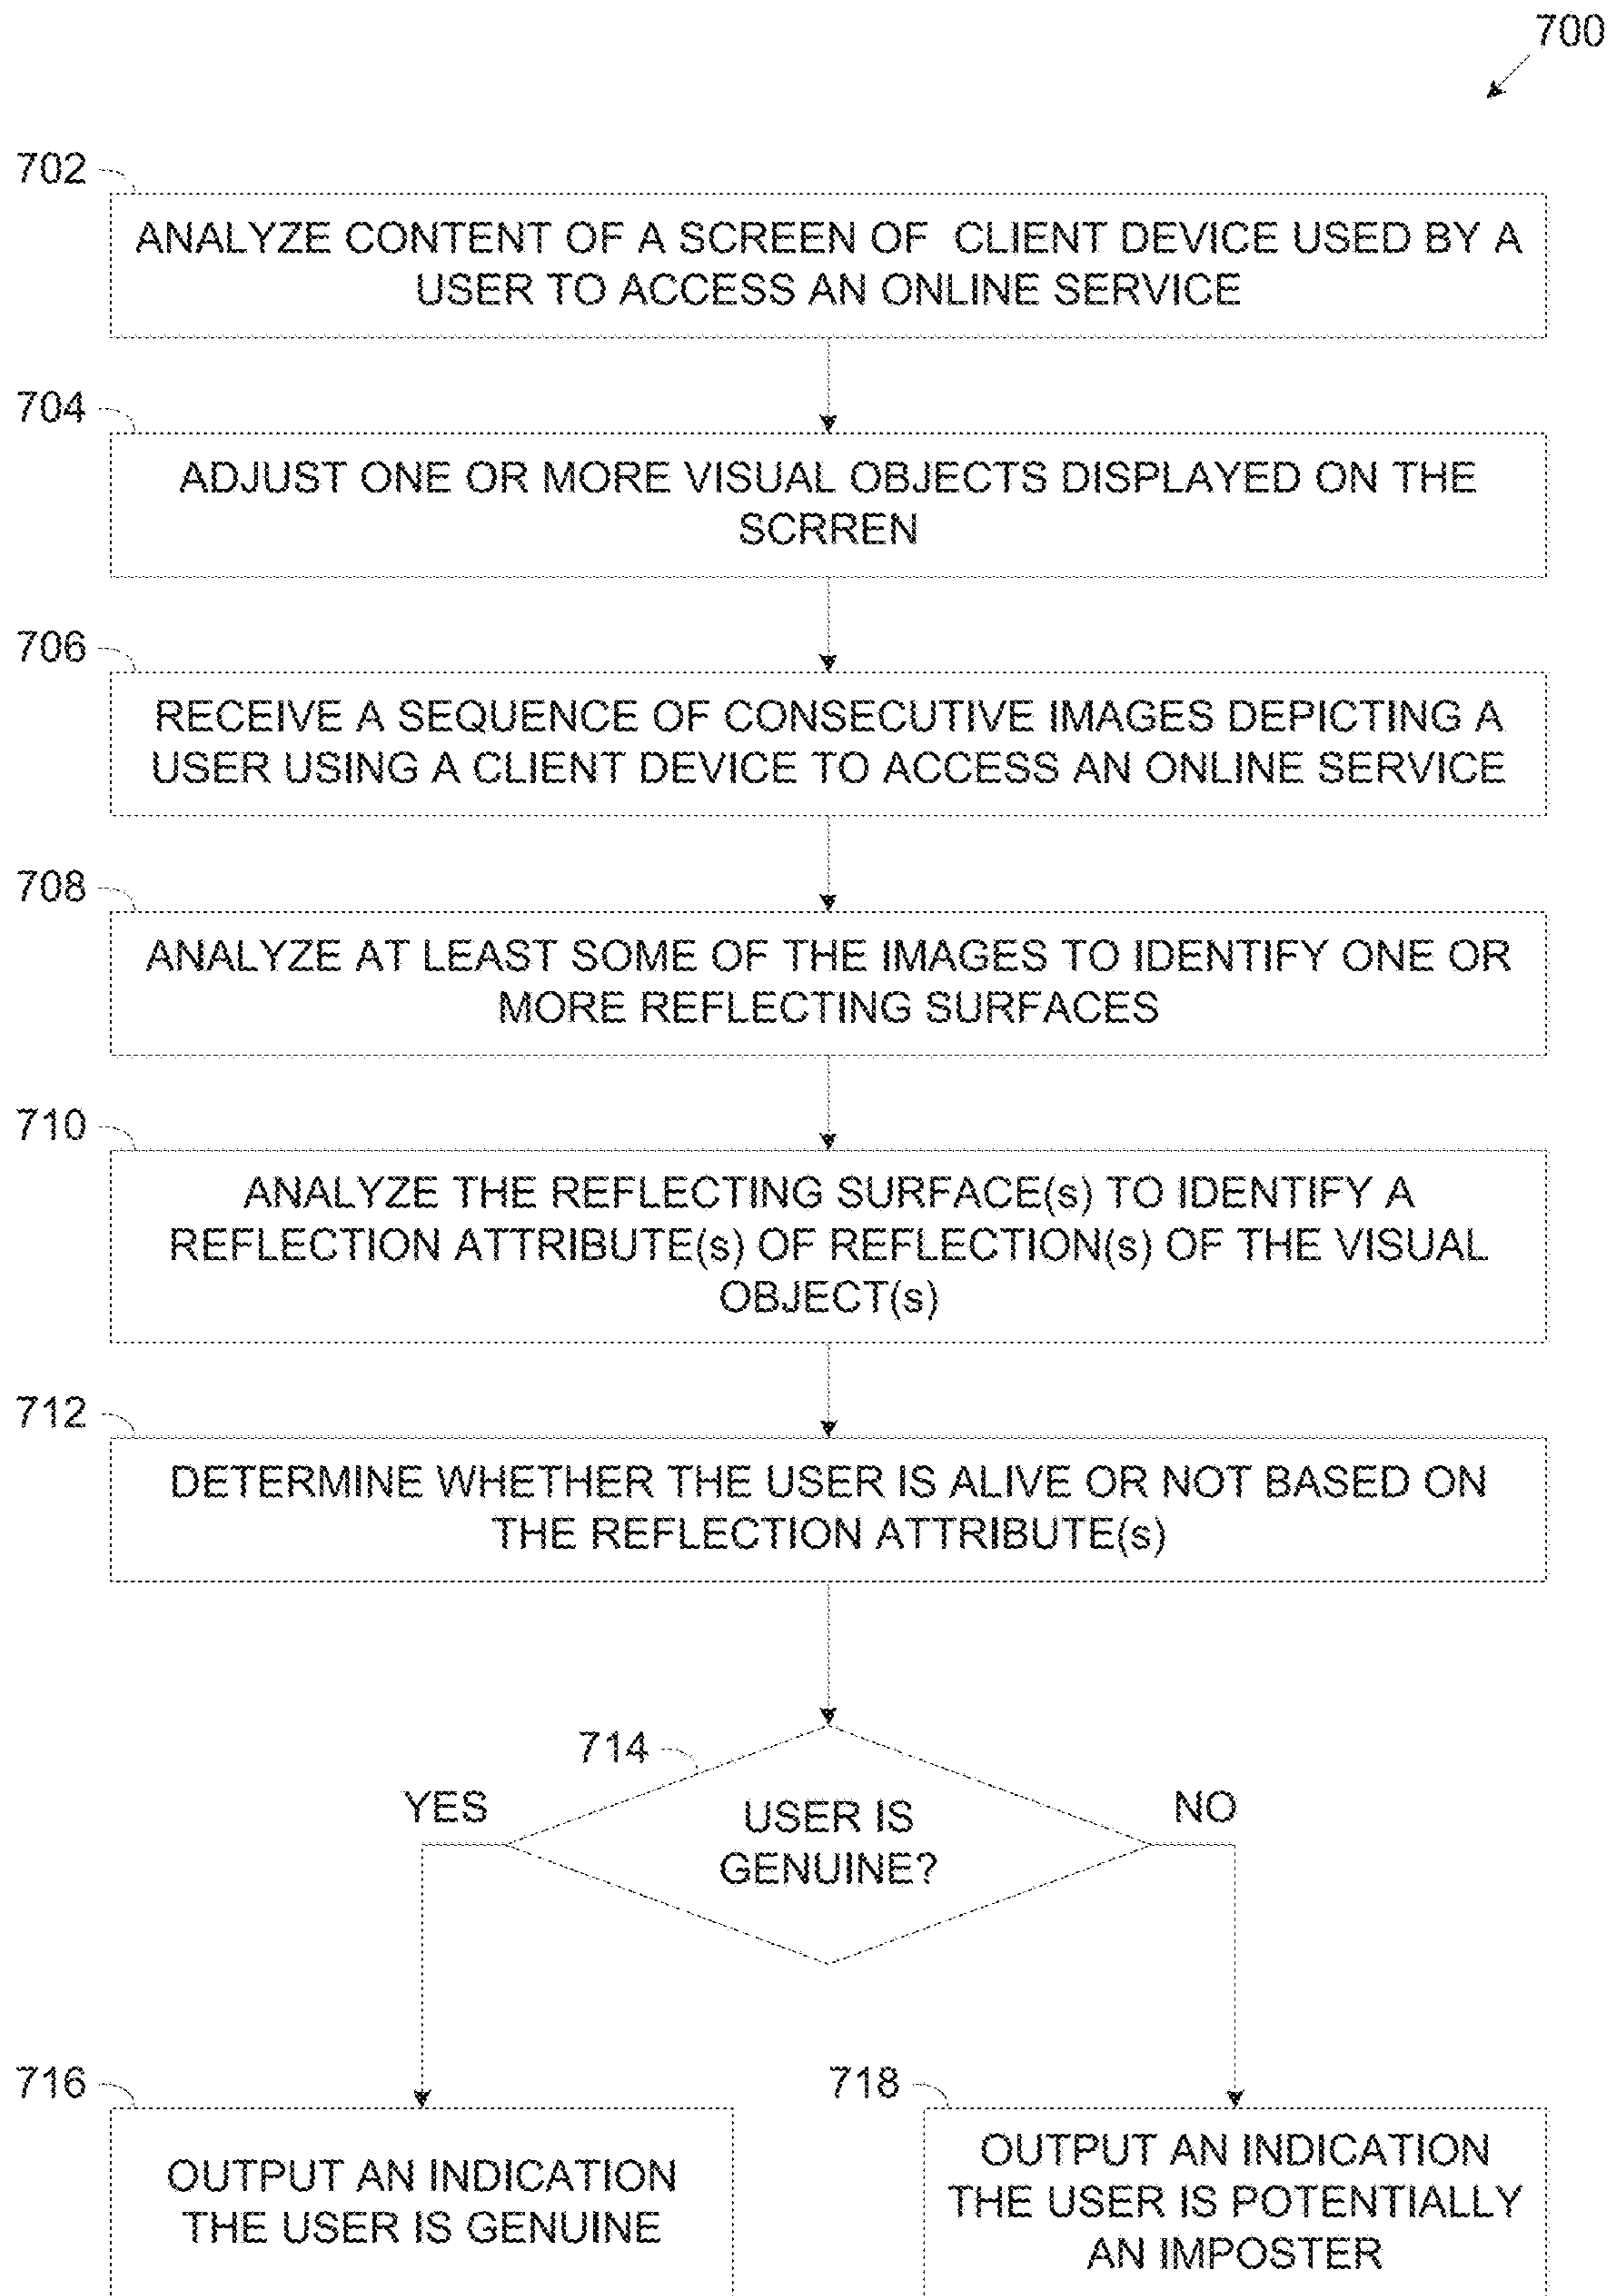 700
702
ANALYZE CONTENT OF A SCREEN OF CLIENT DEVICE USED BY A
USER TO ACCESS AN ONLINE SERVICE
704
ADJUST ONE OR MORE VISUAL OBJECTS DISPLAYED ON THE
SCRREN
706
RECEIVE A SEQUENCE OF CONSECUTIVE IMAGES DEPICTING A
USER USING A CLIENT DEVICE TO ACCESS AN ONLINE SERVICE
708
ANALYZE AT LEAST SOME OF THE IMAGES TO IDENTIFY ONE OR
MORE REFLECTING SURFACES
710
ANALYZE THE REFLECTING SURFACE(s) TO IDENTIFY A
REFLECTION ATTRIBUTE(s) OF REFLECTION(s) OF THE VISUAL
OBJECT(s)
712
DETERMINE WHETHER THE USER IS ALIVE OR NOT BASED ON
THE REFLECTION ATTRIBUTE(s)
714
YES
USER IS
GENUINE?
NO
716
OUTPUT AN INDICATION
THE USER IS GENUINE
718
OUTPUT AN INDICATION
THE USER IS POTENTIALLY
AN IMPOSTER